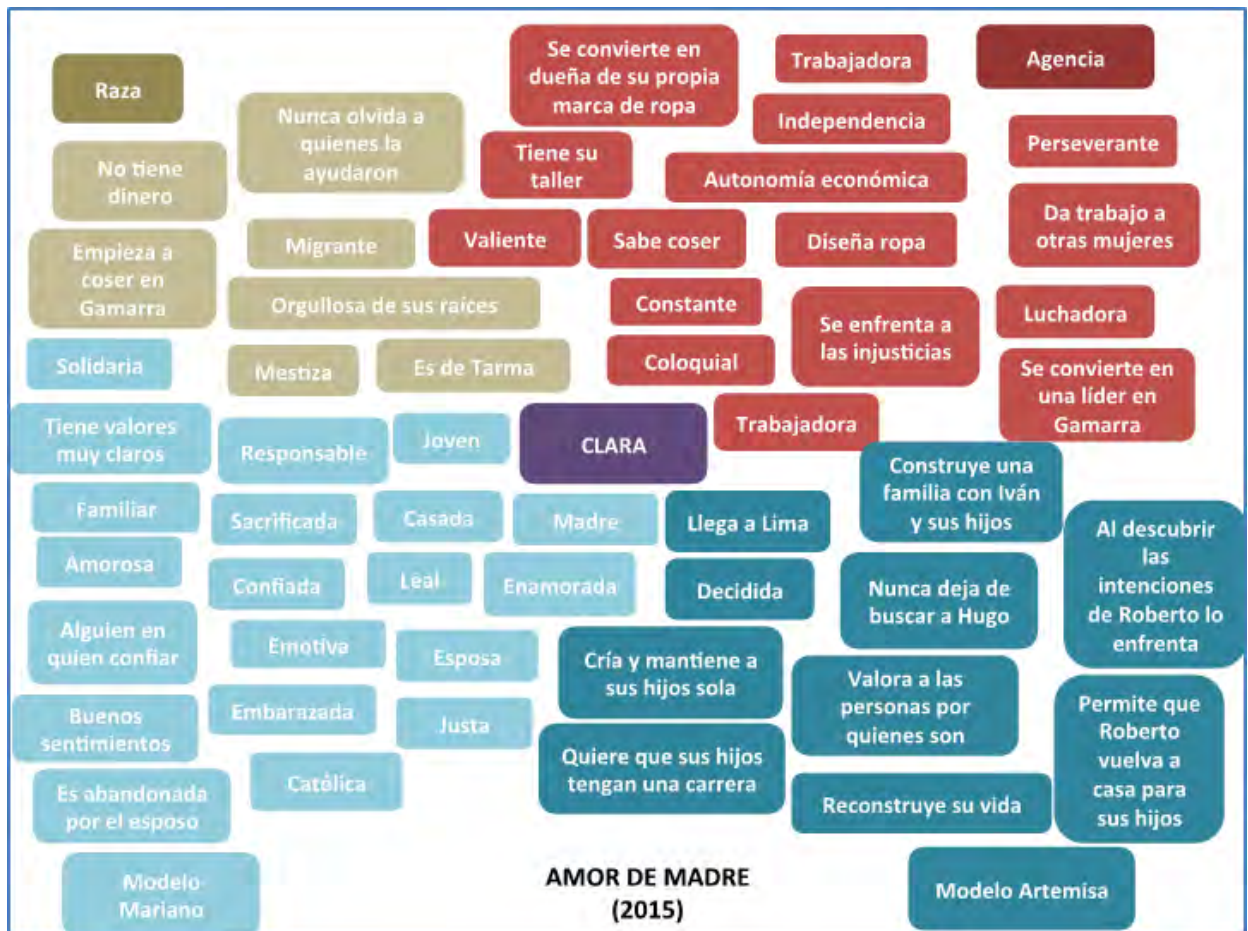 Raza
No tiene
dinero
Empieza a
coser en
Gamarra
Nunca olvida a
quienes la
ayudaron
Migrante
Orgullosa de sus raíces
Mestiza
Es de Tarma
Se convierte en
dueña de su propia
marca de ropa
Trabajadora
Agencia
Independencia
Perseverante
Tiene su
taller
Autonomía económica
Da trabajo a
otras mujeres
Valiente
Sabe coser
Diseña ropa
Constante
Se enfrenta a
las injusticias
Luchadora
Coloquial
Se convierte en
una líder en
Gamarra
Trabajadora
CLARA
Solidaria
Tiene valores
muy claros
Responsable
Joven
Familiar
Sacrificada
Casada
Madre
Amorosa
Confiada
Leal
Enamorada
Alguien en
quien confiar
Emotiva
Esposa
Buenos
sentimientos
Embarazada
Justa
Es abandonada
por el esposo
Católica
Modelo
Mariano
Construye una
familia con Iván
y sus hijos
Llega a Lima
Al descubrir
las
intenciones
de Roberto lo
enfrenta
Decidida
Nunca deja de
buscar a Hugo
Cría y mantiene a
sus hijos sola
Valora a las
personas por
quienes son
Permite que
Roberto
vuelva a
casa para
sus hijos
Quiere que sus hijos
tengan una carrera
Reconstruye su vida
Modelo Artemisa
AMOR DE MADRE
(2015)